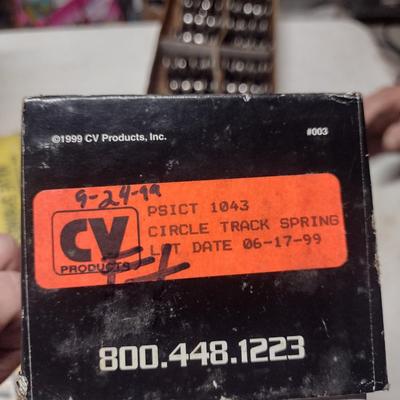 ©1999 CV Products, Inc.
#003
9-24-99
PSICT 1043
CV
CIRCLE TRACK SPRING
LOT DATE 06-17-99
PRODUCTS
800.448.1223